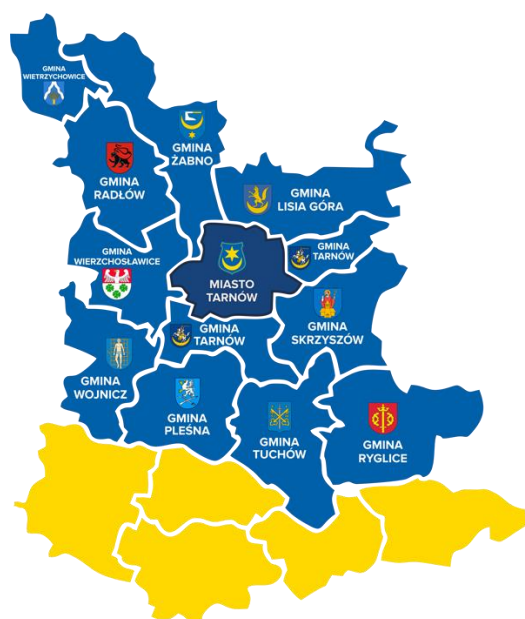 GMINA
WIETRZYCHOWICE
GMINA
ŻABNO
GMINA
RADŁÓW
GMINA
LISIA GÓRA
GMINA
TARNÓW
GMINA
WIERZCHOSŁAWICE
MIASTO
TARNÓW
GMINA
TARNÓW
GMINA
SKRZYSZÓW
GMINA
WOJNICZ
GMINA
PLEŚNA
GMINA
TUCHÓW
GMINA
RYGLICE